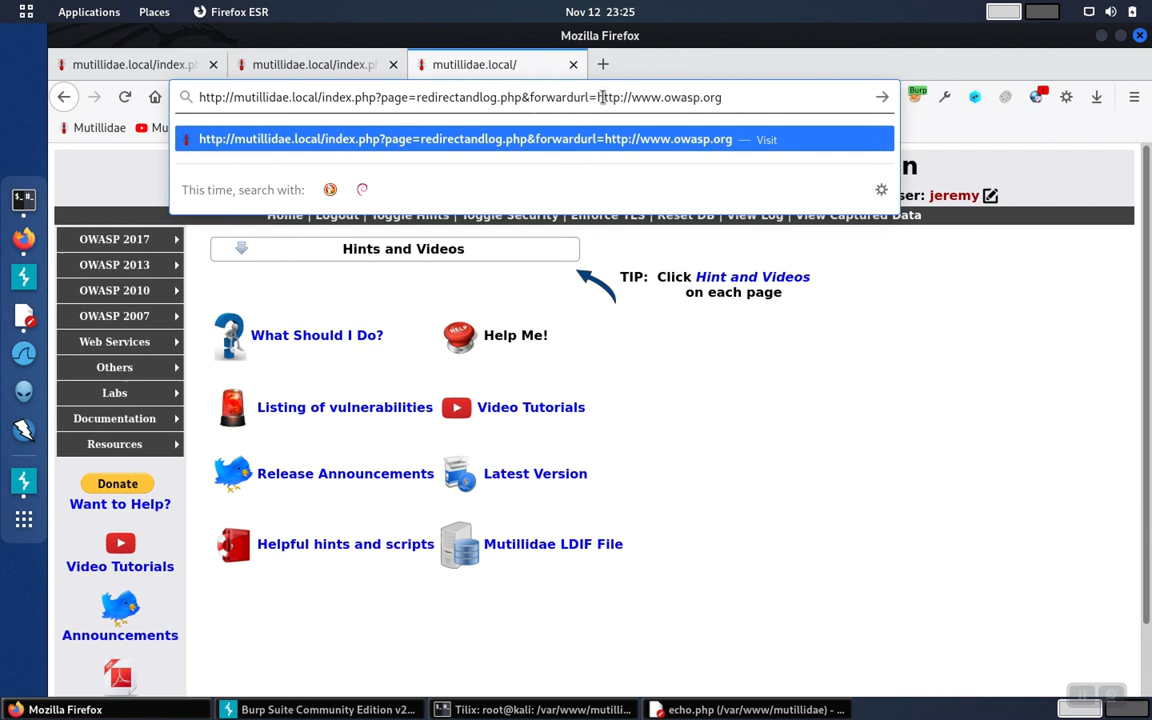 Applications Places Firefox ESR Nov 12 23:25
Mozilla Firefox
mutillidae.local/index.p mutillidae.local/index.p mutillidae.local/
http://mutillidae.local/index.php?page=redirectandlog.php&forwardurl=http://www.owasp.org
Burp 1
Mutillidae Mu
http://mutillidae.local/index.php?page=redirectandlog.php&forwardurl=http://www.owasp.org — Visit
This time, search with:
n
ser: jeremy
Home | Logout | Toggle Hints | Toggle Security | Enforce TLS | Reset DB | View Log | View Captured Data
OWASP 2017
OWASP 2013
OWASP 2010
OWASP 2007
Web Services
Others
Labs
Documentation
Resources
Donate
Want to Help?
Video Tutorials
Announcements
Hints and Videos
TIP: Click Hint and Videos
on each page
What Should I Do?
HELP
Help Me!
Listing of vulnerabilities
Video Tutorials
Release Announcements
Latest Version
Helpful hints and scripts
Mutillidae LDIF File
Mozilla Firefox
Burp Suite Community Edition v2...
Tilix: root@kali: /var/www/mutilli...
echo.php (/var/www/mutillidae) - ...